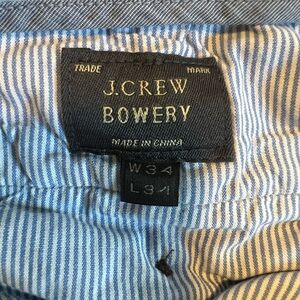 TRADE MARK
J.CREW
BOWERY
MADE IN CHINA
W34
L34